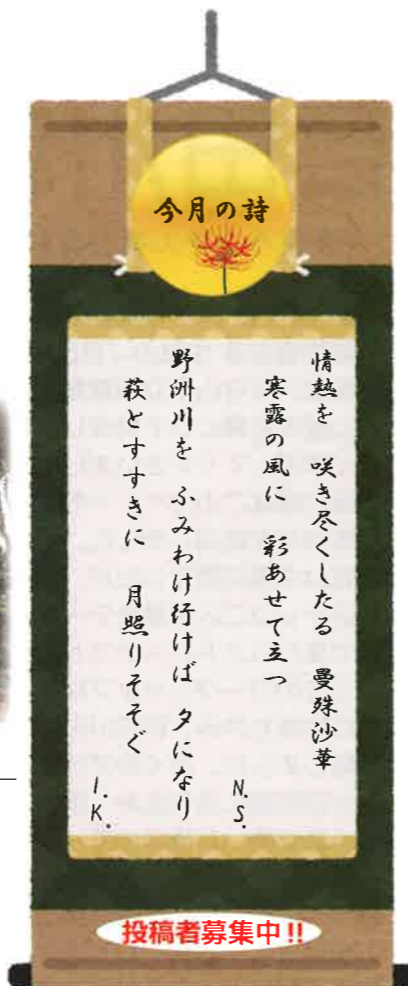 今月の詩
情熱を 咲き尽くしたる 曼殊沙華
寒露の風に 彩あせて立つ
N.S.
野洲川を ふみわけ行けば 夕になり
萩とすすきに 月照りそそぐ
I.K.
投稿者募集中!!